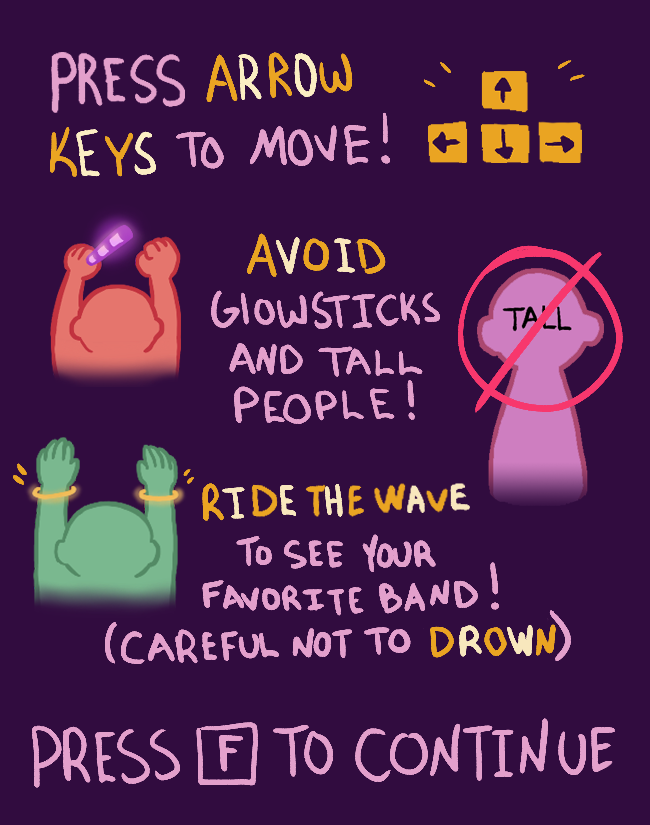 PRESS ARROW
KEYS TO MOVE!
AVOID
GLOWSTICKS
AND TALL
PEOPLE!
TALL
RIDE THE WAVE
TO SEE YOUR
FAVORITE BAND!
(CAREFUL NOT TO DROWN)
PRESS F TO CONTINUE